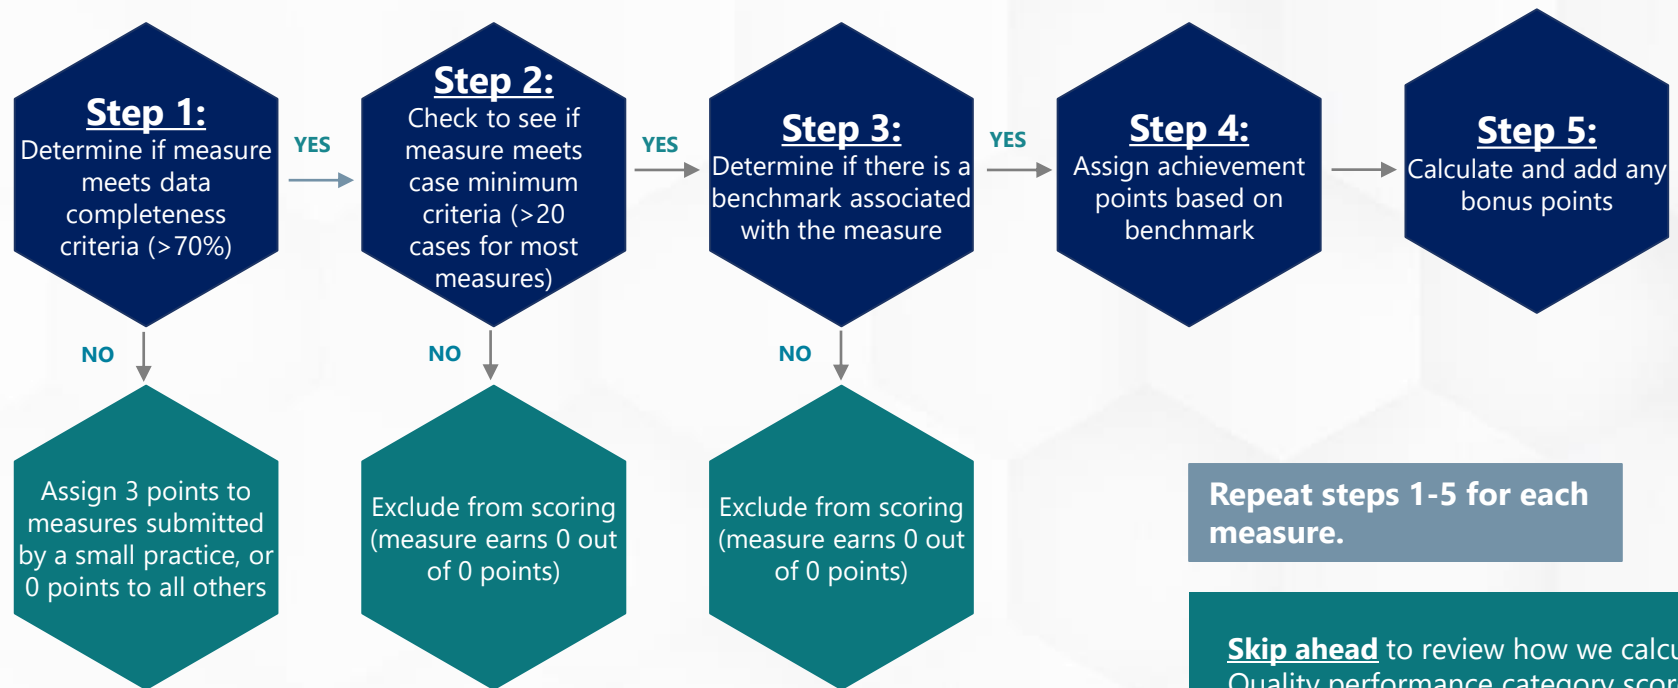 Step 1:
Determine if measure
meets data
completeness
criteria (>70%)
YES
Step 2:
Check to see if
measure meets
case minimum
criteria (>20
cases for most
measures)
YES
Step 3:
Determine if there is a
benchmark associated
with the measure
YES
Step 4:
Assign achievement
points based on
benchmark
Step 5:
Calculate and add any
bonus points
NO
NO
NO
Assign 3 points to
measures submitted
by a small practice, or
0 points to all others
Exclude from scoring
(measure earns 0 out
of 0 points)
Exclude from scoring
(measure earns 0 out
of 0 points)
Repeat steps 1-5 for each
measure.
Skip ahead to review how we
Quality performance category